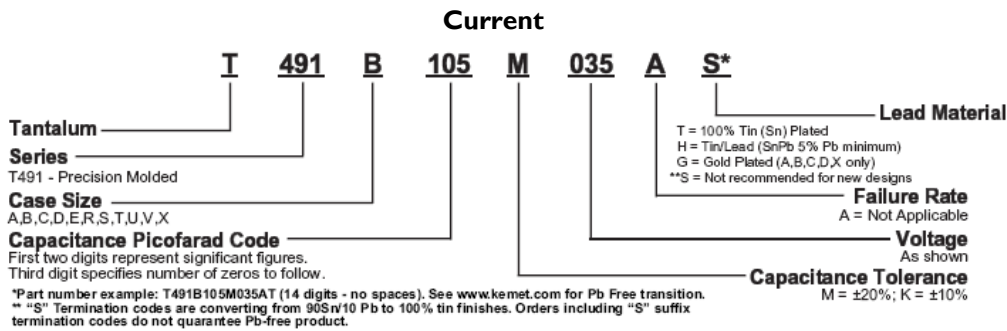 Current
T 491 B 105 M 035 A S*
Tantalum
Series
T491 - Precision Molded
Case Size
A,B,C,D,E,R,S,T,U,V,X
Capacitance Picofarad Code
First two digits represent significant figures.
Third digit specifies number of zeros to follow.
Lead Material
T = 100% Tin (Sn) Plated
H = Tin/Lead (SnPb 5% Pb minimum)
G = Gold Plated (A,B,C,D,X only)
**S = Not recommended for new designs
Failure Rate
A = Not Applicable
Voltage
As shown
Capacitance Tolerance
M = ±20%; K = ±10%
*Part number example: T491B105M035AT (14 digits - no spaces). See www.kemet.com for Pb Free transition.
** "S" Termination codes are converting from 90Sn/10 Pb to 100% tin finishes. Orders including "S" suffix
termination codes do not quarantee Pb-free product.